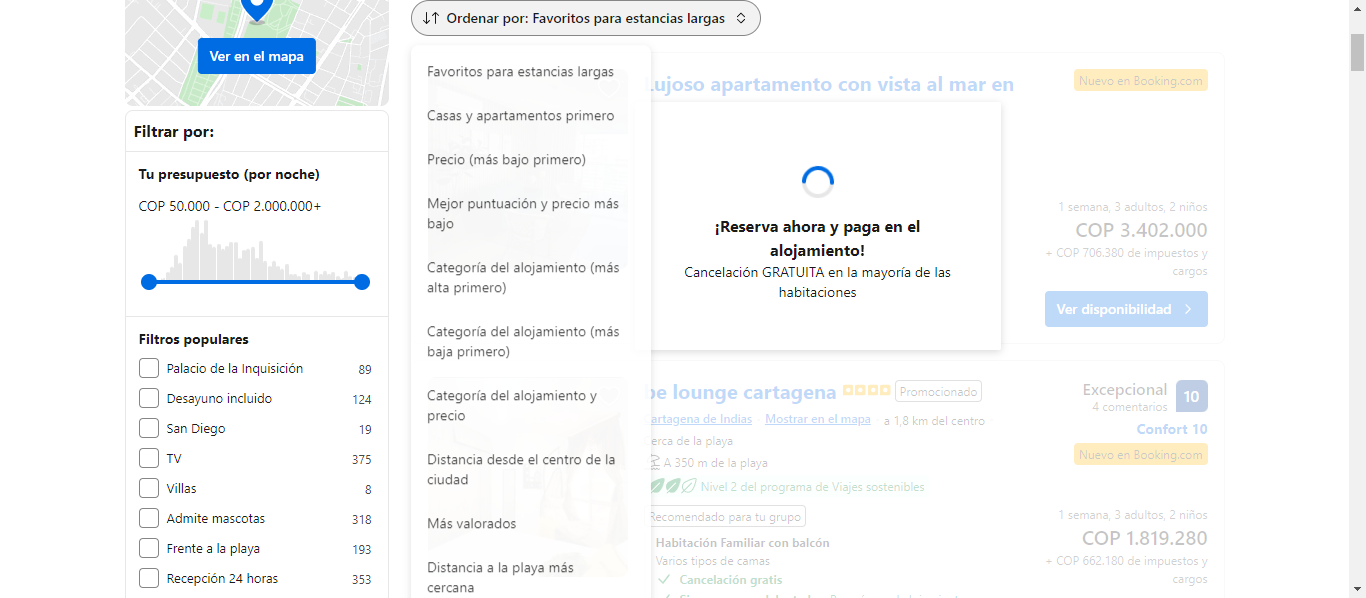 Ver en el mapa
Filtrar por:
Tu presupuesto (por noche)
COP 50.000 - COP 2.000.000+
Filtros populares
Palacio de la Inquisición 89
Desayuno incluido 124
San Diego 19
TV 375
Villas 8
Admite mascotas 318
Frente a la playa 193
Recepción 24 horas 353
Ordenar por: Favoritos para estancias largas
Favoritos para estancias largas
Casas y apartamentos primero
Precio (más bajo primero)
Mejor puntuación y precio más
bajo
Categoría del alojamiento (más
alta primero)
Categoría del alojamiento (más
baja primero)
Categoría del alojamiento y
precio
Distancia desde el centro de la
ciudad
Más valorados
Distancia a la playa más
cercana
Lujoso apartamento con vista al mar en
Nuevo en Booking.com
¡Reserva ahora y paga en el
alojamiento!
Cancelación GRATUITA en la mayoría de las
habitaciones
1 semana, 3 adultos, 2 niños
COP 3.402.000
+ COP 706.380 de impuestos y
cargos
Ver disponibilidad
be lounge cartagena
Promocionado
artagena de Indias Mostrar en el mapa a 1,8 km del centro
erca de la playa
A 350 m de la playa
Nivel 2 del programa de Viajes sostenibles
Recomendado para tu grupo
Habitación Familiar con balcón
Varios tipos de camas
Cancelación gratis
Excepcional 10
4 comentarios
Confort 10
Nuevo en Booking.com
1 semana, 3 adultos, 2 niños
COP 1.819.280
+ COP 662.180 de impuestos y
cargos